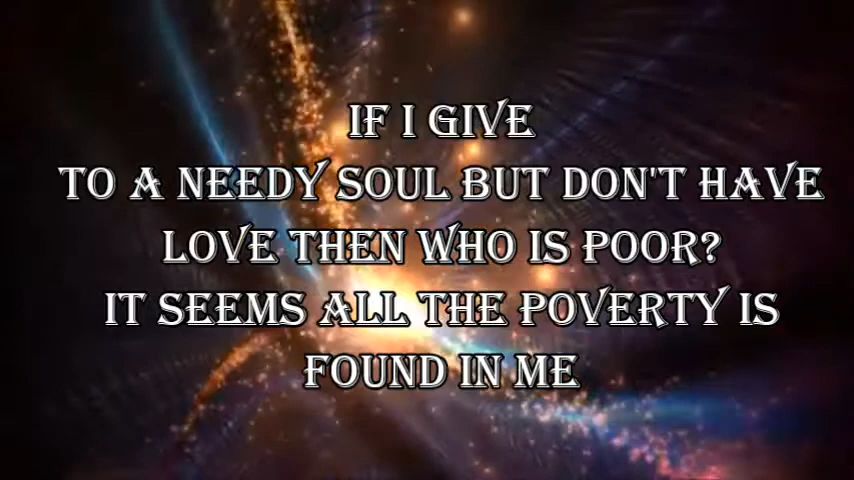 IF I GIVE
TO A NEEDY SOUL BUT DON'T HAVE
LOVE THEN WHO IS POOR?
IT SEEMS ALL THE POVERTY IS
FOUND IN ME